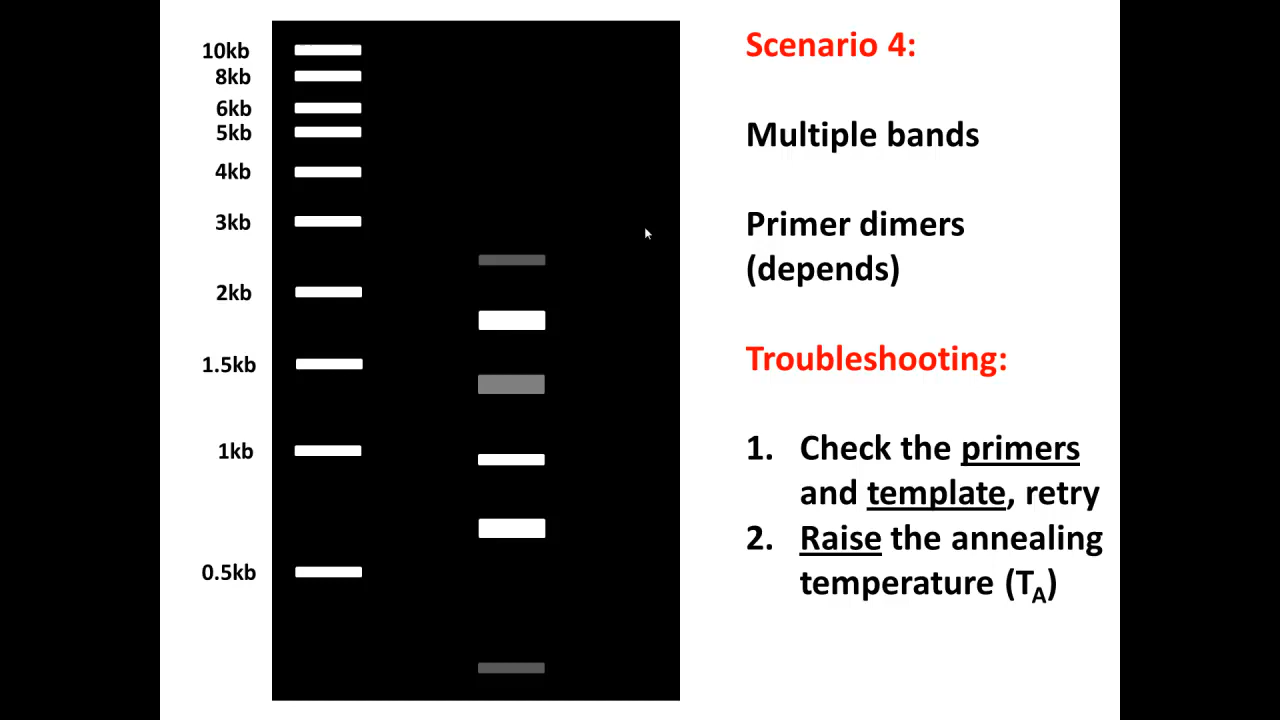 10kb
8kb
6kb
5kb
4kb
3kb
2kb
1.5kb
1kb
0.5kb
Scenario 4:
Multiple bands
Primer dimers
(depends)
Troubleshooting:
1. Check the primers
and template, retry
2. Raise the annealing
temperature (TA)